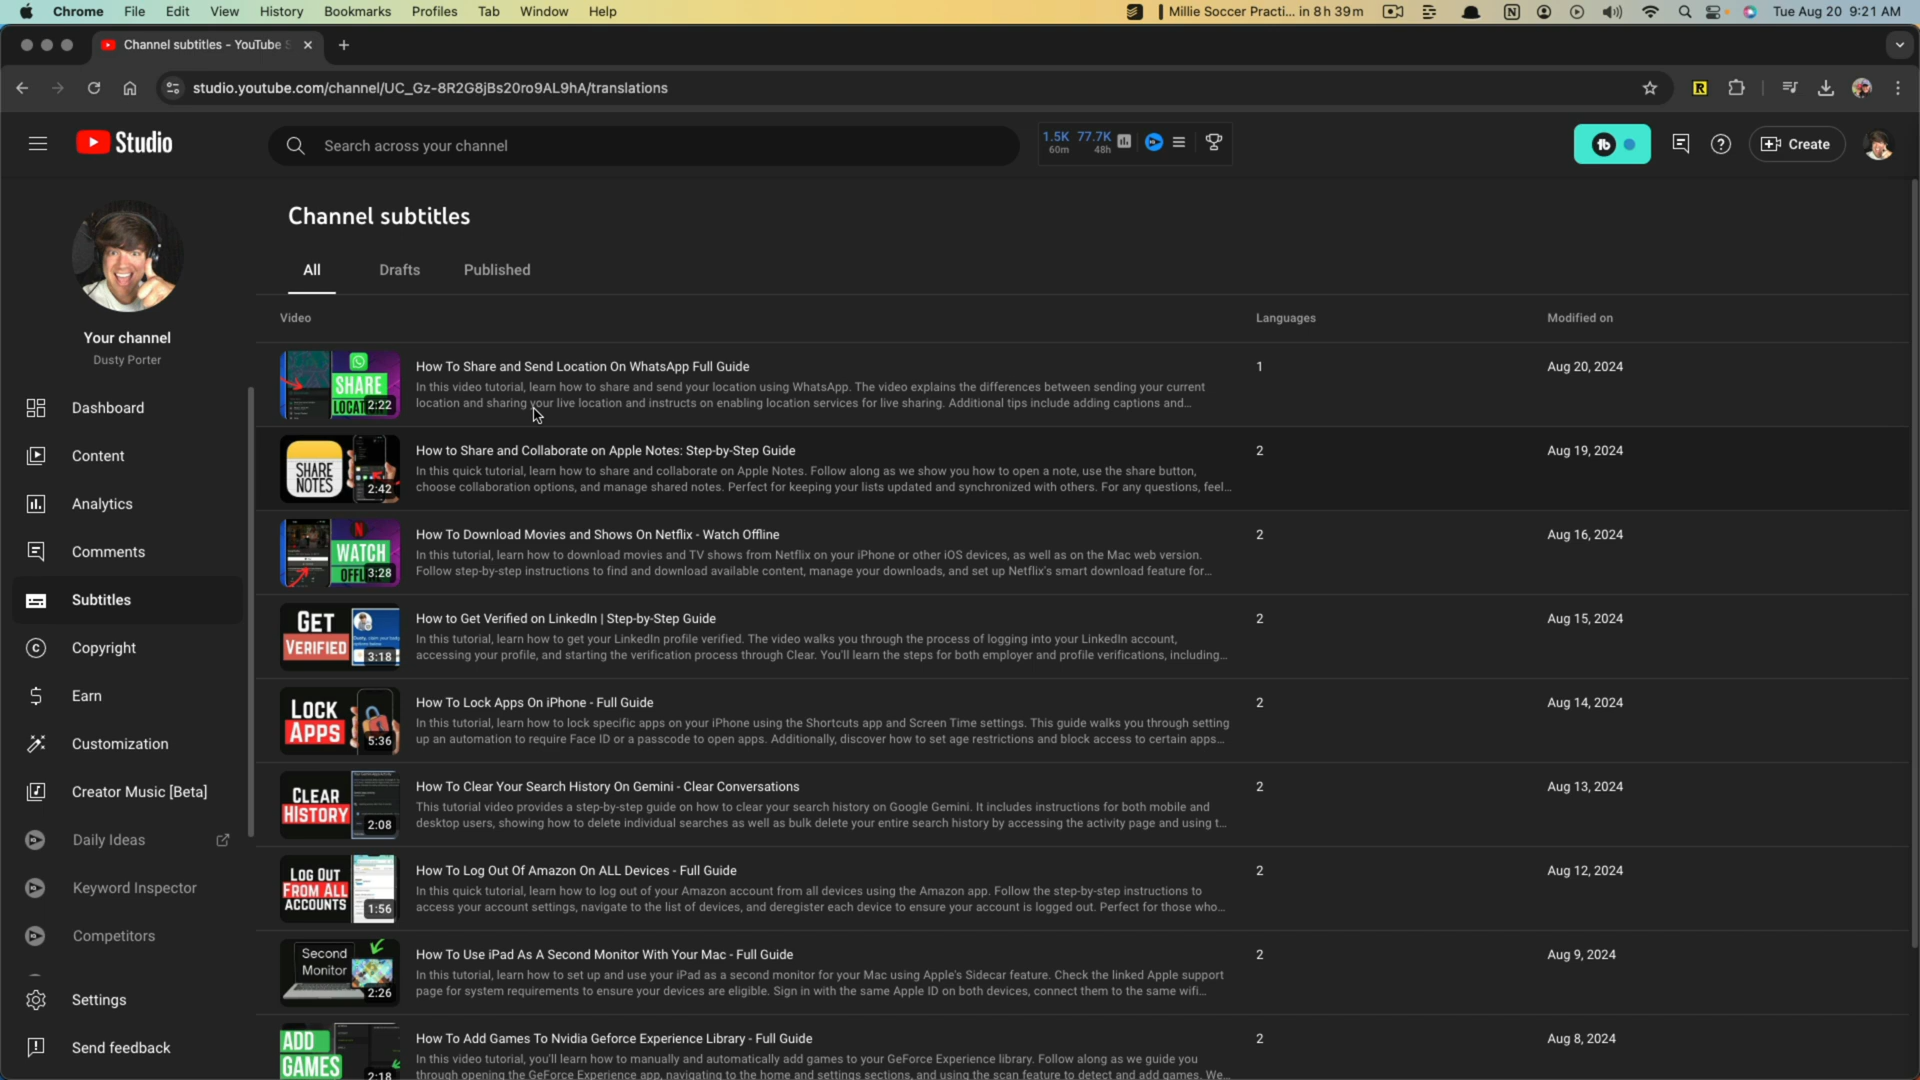 Chrome File Edit View History Bookmarks Profiles Tab Window Help
Millie Soccer Practi... in 8 h 39 m
Tue Aug 20 9:21 AM
Channel subtitles - YouTube S
studio.youtube.com/channel/UC_Gz-8R2G8jBs20ro9AL9hA/translations
Studio
Search across your channel
1.5K 77.7K
60m 48h
Create
Your channel
Dusty Porter
Dashboard
Content
Analytics
Comments
Subtitles
Copyright
Earn
Customization
Creator Music [Beta]
Daily Ideas
Keyword Inspector
Competitors
Settings
Send feedback
Channel subtitles
All Drafts Published
Video Languages Modified on
SHARE
LOCAT
2:22
How To Share and Send Location On WhatsApp Full Guide
In this video tutorial, learn how to share and send your location using WhatsApp. The video explains the differences between sending your current
location and sharing your live location and instructs on enabling location services for live sharing. Additional tips include adding captions and...
1
Aug 20, 2024
SHARE
NOTES
2:42
How to Share and Collaborate on Apple Notes: Step-by-Step Guide
In this quick tutorial, learn how to share and collaborate on Apple Notes. Follow along as we show you how to open a note, use the share button,
choose collaboration options, and manage shared notes. Perfect for keeping your lists updated and synchronized with others. For any questions, feel...
2
Aug 19, 2024
WATCH
OFFL
3:28
How To Download Movies and Shows On Netflix - Watch Offline
In this tutorial, learn how to download movies and TV shows from Netflix on your iPhone or other iOS devices, as well as on the Mac web version.
Follow step-by-step instructions to find and download available content, manage your downloads, and set up Netflix's smart download feature for...
2
Aug 16, 2024
GET
VERIFIED
3:18
How to Get Verified on LinkedIn | Step-by-Step Guide
In this tutorial, learn how to get your LinkedIn profile verified. The video walks you through the process of logging into your LinkedIn account,
accessing your profile, and starting the verification process through Clear. You'll learn the steps for both employer and profile verifications, including...
2
Aug 15, 2024
LOCK
APPS
5:36
How To Lock Apps On iPhone - Full Guide
In this tutorial, learn how to lock specific apps on your iPhone using the Shortcuts app and Screen Time settings. This guide walks you through setting
up an automation to require Face ID or a passcode to open apps. Additionally, discover how to set age restrictions and block access to certain apps...
2
Aug 14, 2024
CLEAR
HISTORY
2:08
How To Clear Your Search History On Gemini - Clear Conversations
This tutorial video provides a step-by-step guide on how to clear your search history on Google Gemini. It includes instructions for both mobile and
desktop users, showing how to delete individual searches as well as bulk delete your entire search history by accessing the activity page and using t...
2
Aug 13, 2024
LOG OUT
FROM ALL
ACCOUNTS
1:56
How To Log Out Of Amazon On ALL Devices - Full Guide
In this quick tutorial, learn how to log out of your Amazon account from all devices using the Amazon app. Follow the step-by-step instructions to
access your account settings, navigate to the list of devices, and deregister each device to ensure your account is logged out. Perfect for those who...
2
Aug 12, 2024
Second
Monitor
2:26
How To Use iPad As A Second Monitor With Your Mac - Full Guide
In this tutorial, learn how to set up and use your iPad as a second monitor for your Mac using Apple's Sidecar feature. Check the linked Apple support
page for system requirements to ensure your devices are eligible. Sign in with the same Apple ID on both devices, connect them to the same wifi...
2
Aug 9, 2024
ADD
GAMES
2:18
How To Add Games To Nvidia Geforce Experience Library - Full Guide
In this video tutorial, you'll learn how to manually and automatically add games to your GeForce Experience library. Follow along as we guide you
through opening the GeForce Experience app, navigating to the home and settings sections, and using the scan feature to detect and add games. We...
2
Aug 8, 2024